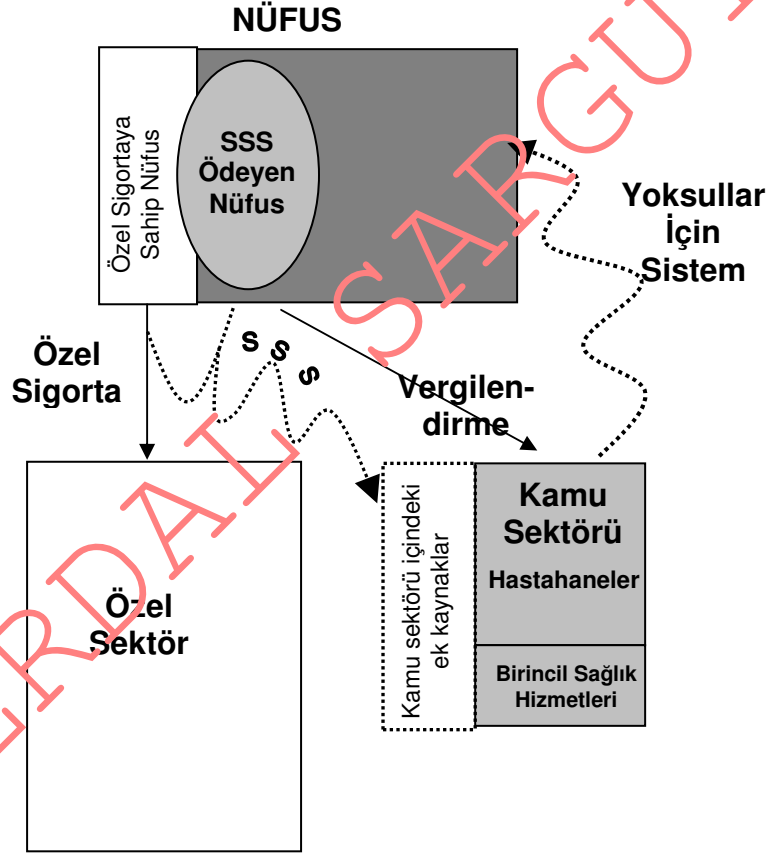 NÜFUS
Özel Sigortaya
Sahip Nüfus
SSS
Ödeyen
Nüfus
Yoksullar
İçin
Sistem
Özel
Sigorta
S S S
Vergilen-
dirme
Özel
Sektör
Kamu sektörü içindeki
ek kaynaklar
Kamu
Sektörü
Hastahaneler
Birincil Sağlık
Hizmetleri
ERDAL SARGUT